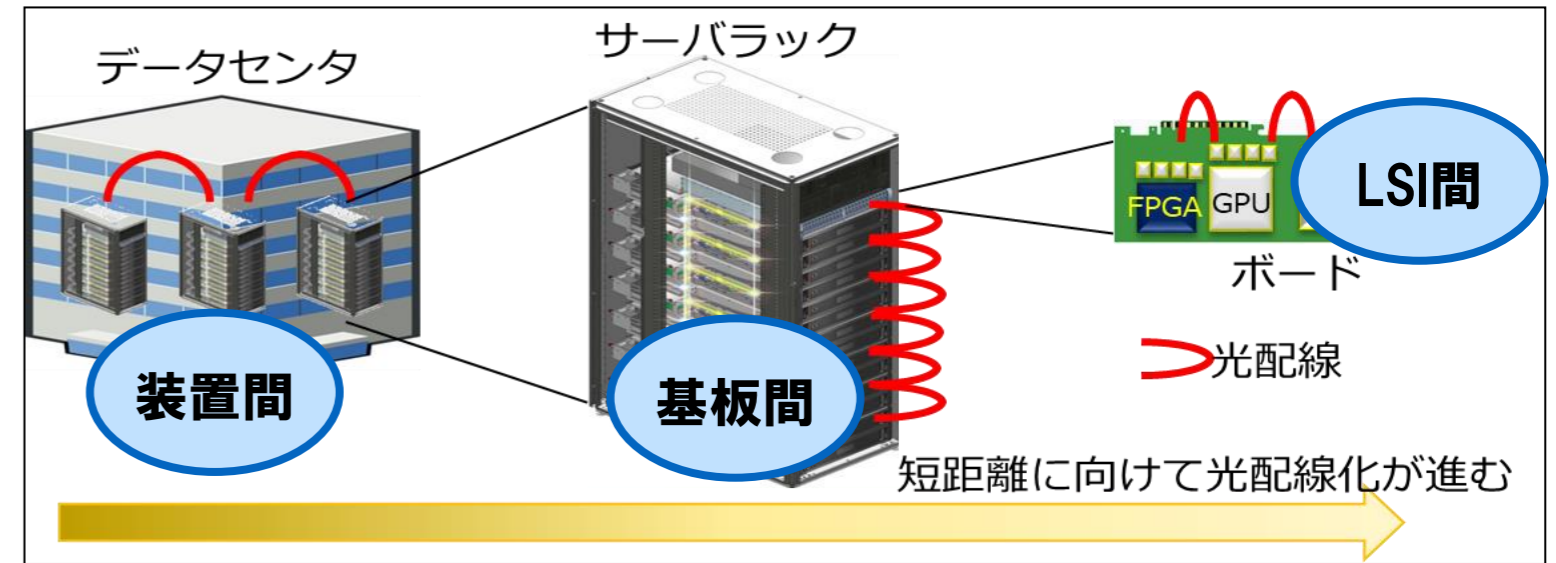 データセンタ
サーバラック
FPGA
GPU
LSI間
ボード
光配線
装置間
基板間
短距離に向けて光配線化が進む